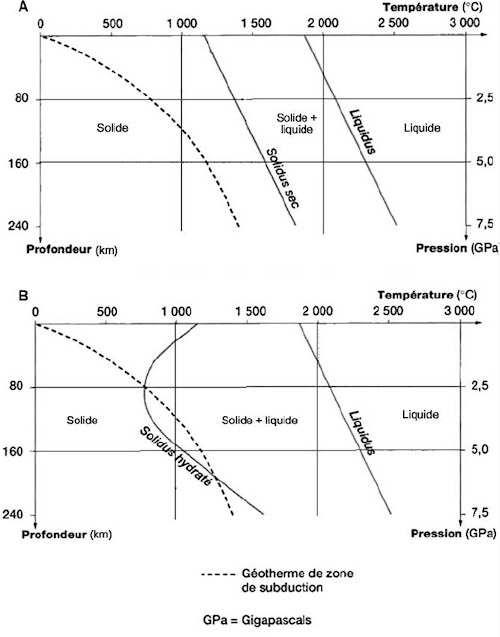 A
Température (°C)
0 500 1 000 1 500 2 000 2 500 3 000
80 2,5
Solide
Solide +
liquide
Liquidus
Liquide
160 5,0
Solidus sec
240 7,5
Profondeur (km) Pression (GPa)
B
Température (°C)
0 500 1 000 1 500 2 000 2 500 3 000
80 2,5
Solide Solide + liquide Liquidus Liquide
Solidus hydraté
160 5,0
240 7,5
Profondeur (km) Pression (GPa)
Géotherme de zone
de subduction
GPa = Gigapascals